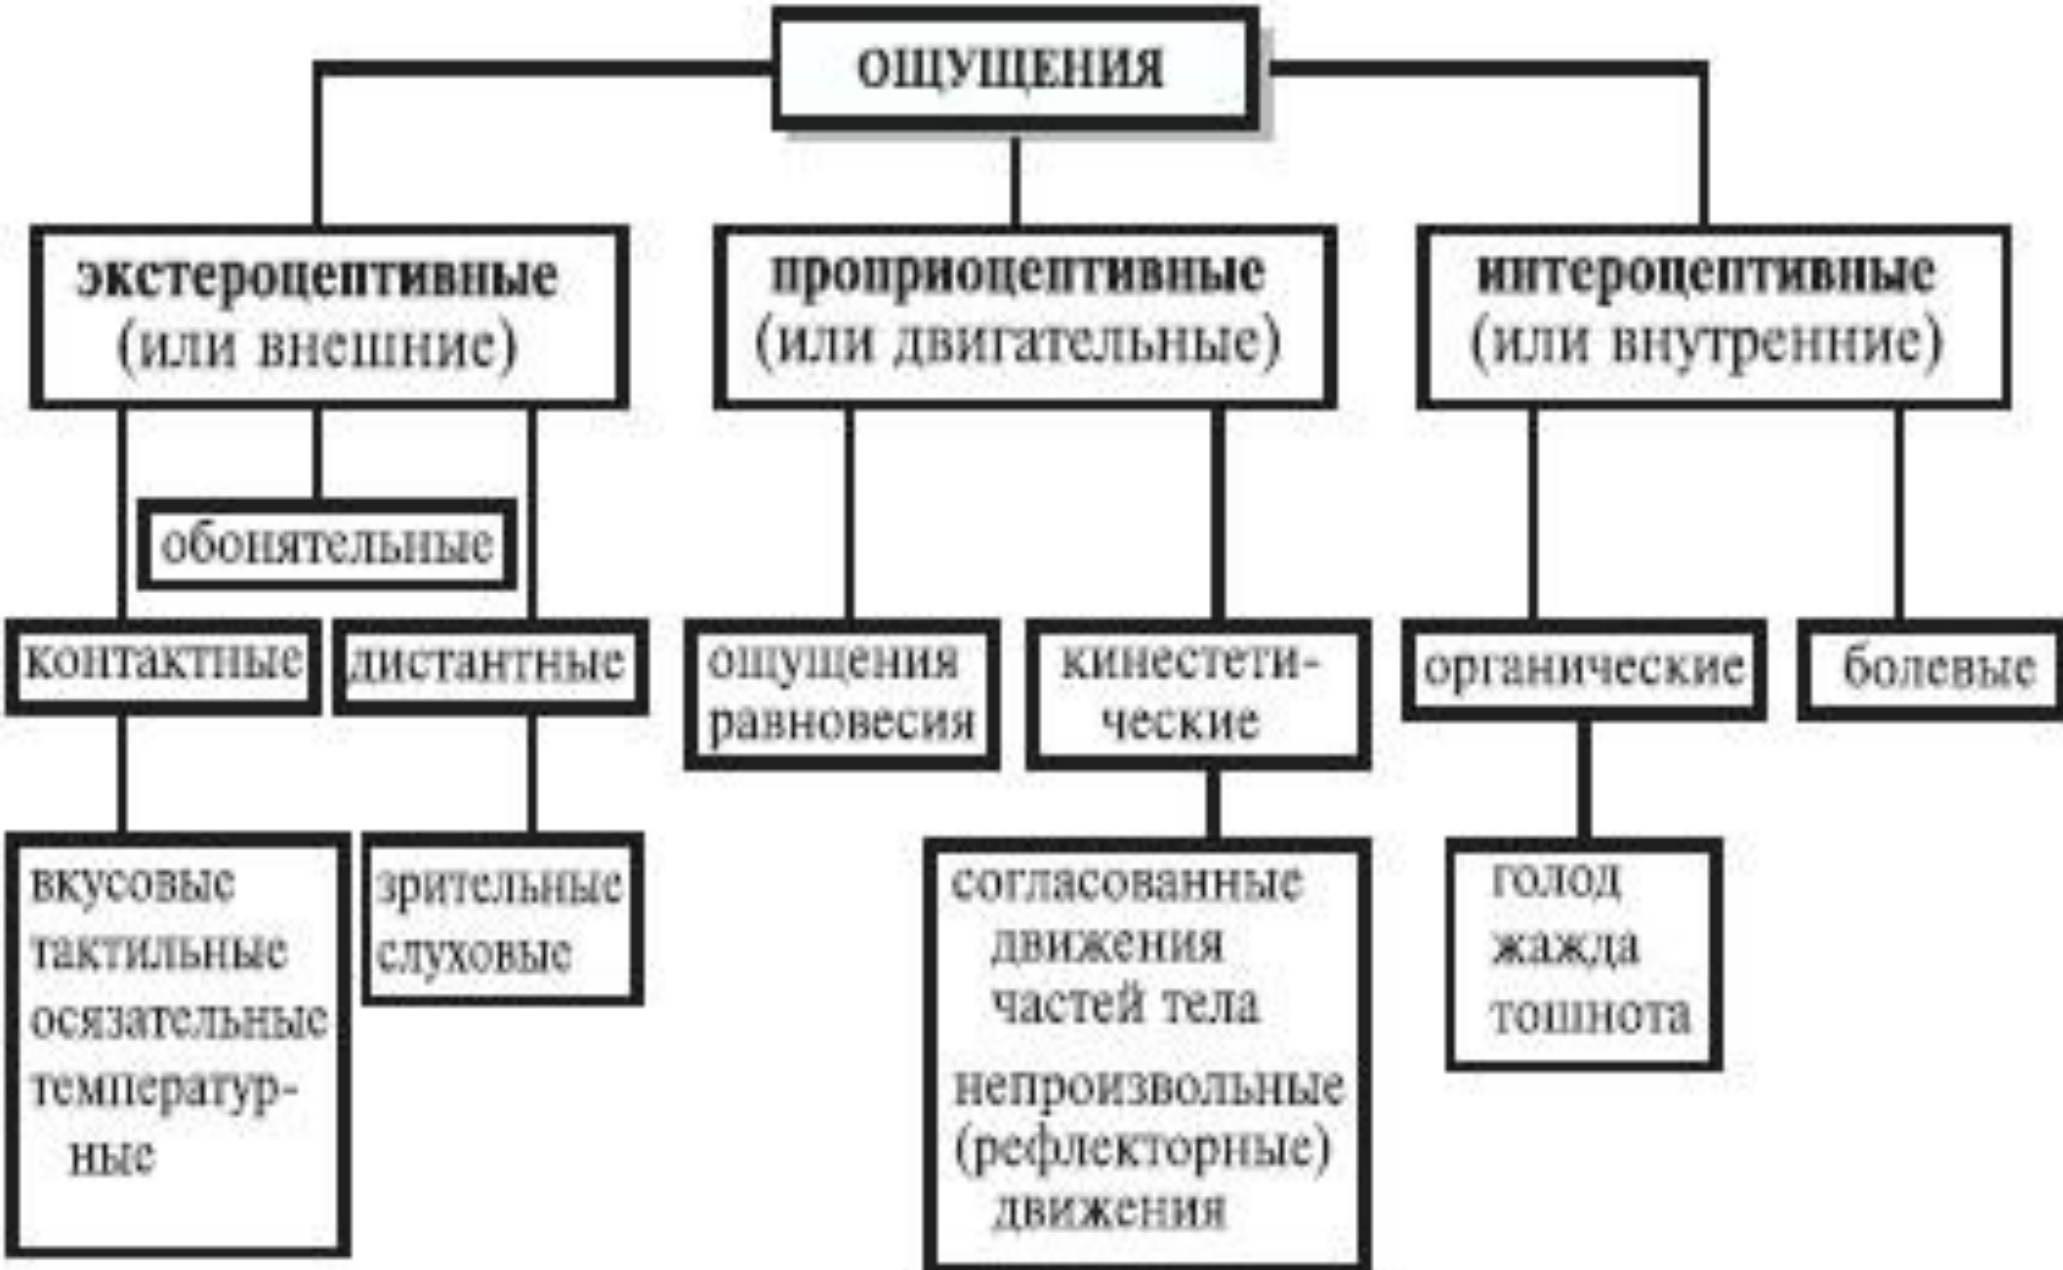 ОЩУЩЕНИЯ
экстероцептивные
(или внешние)
проприоцептивные
(или двигательные)
интероцептивные
(или внутренние)
обонятельные
контактные
дистантные
ощущения
равновесия
кинестети-
ческие
органические
болевые
вкусовые
тактильные
осязательные
температур-
ные
зрительные
слуховые
согласованные
движения
частей тела
непроизвольные
(рефлекторные)
движения
голод
жажда
тошнота